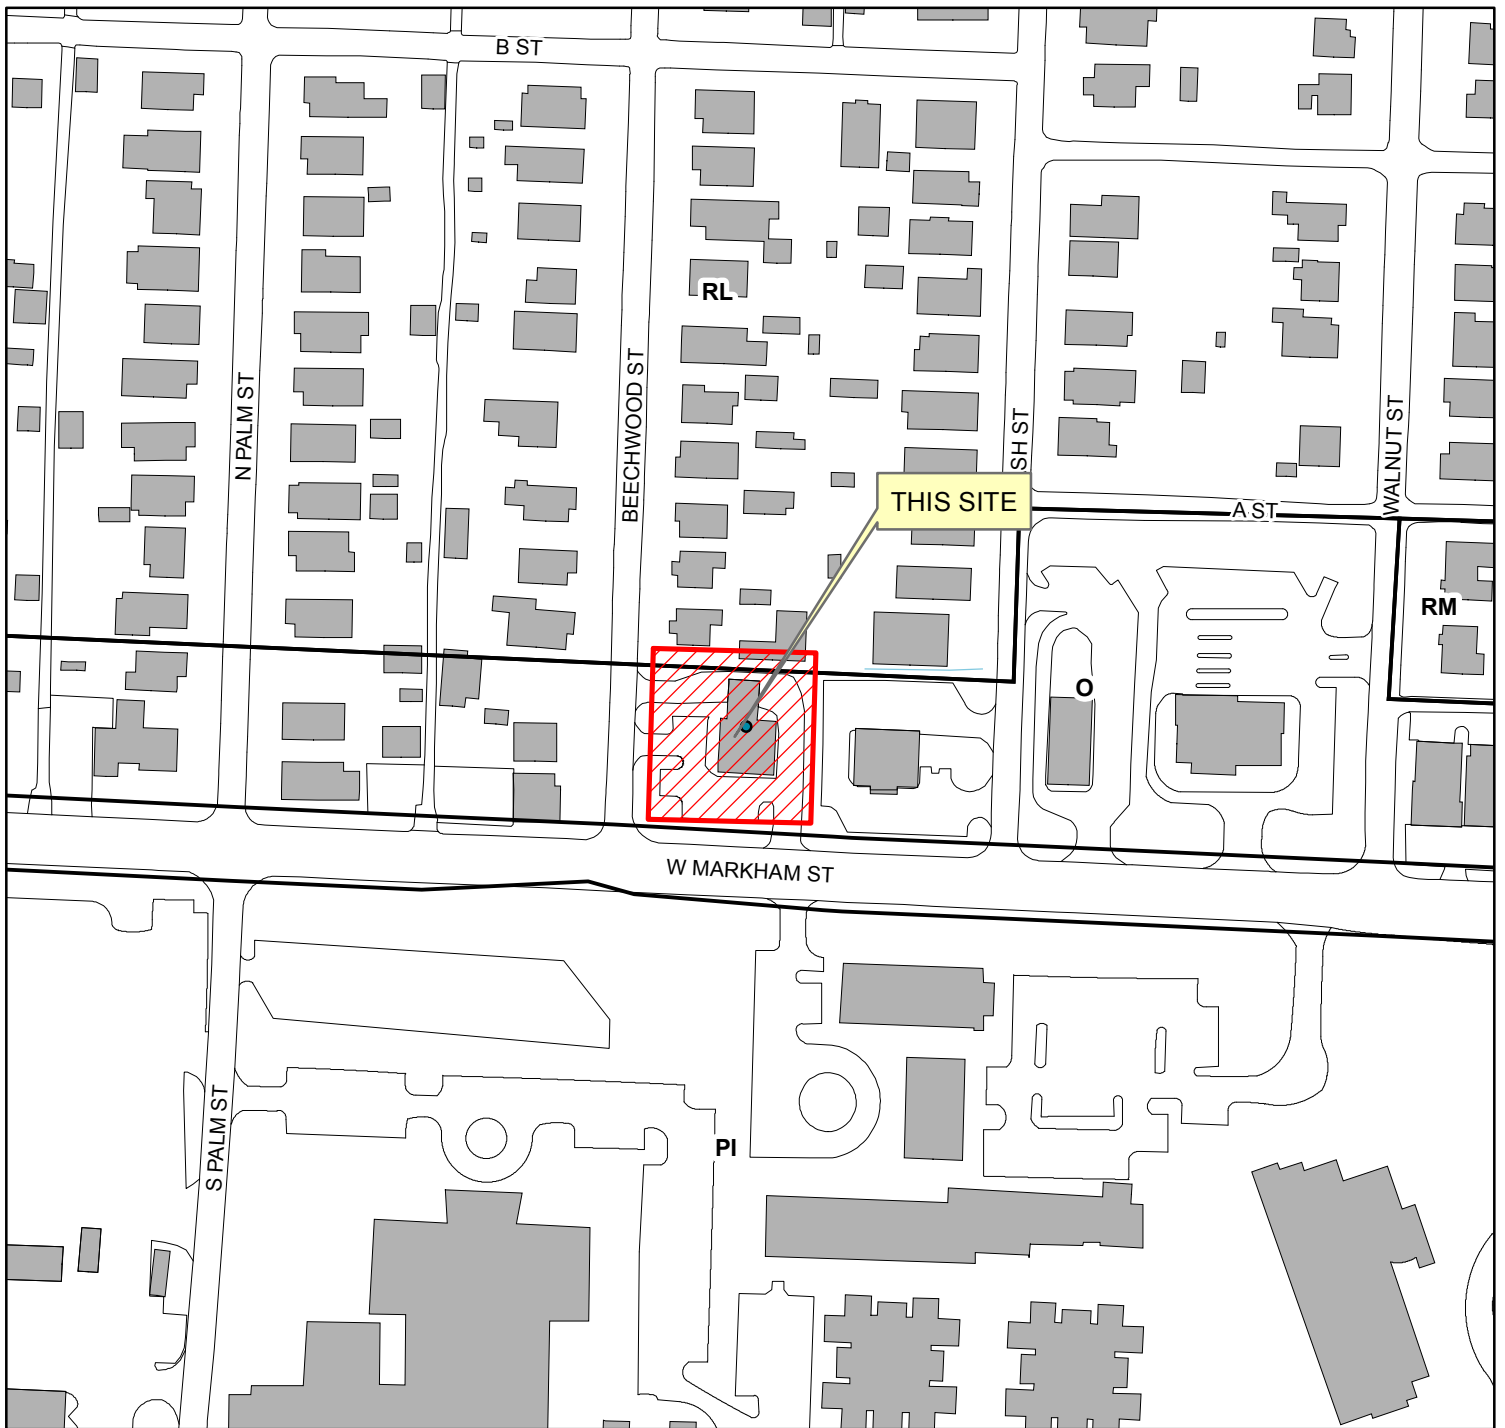 B ST
RL
N PALM ST
BEECHWOOD ST
SH ST
WALNUT ST
THIS SITE
A ST
RM
O
W MARKHAM ST
S PALM ST
PI